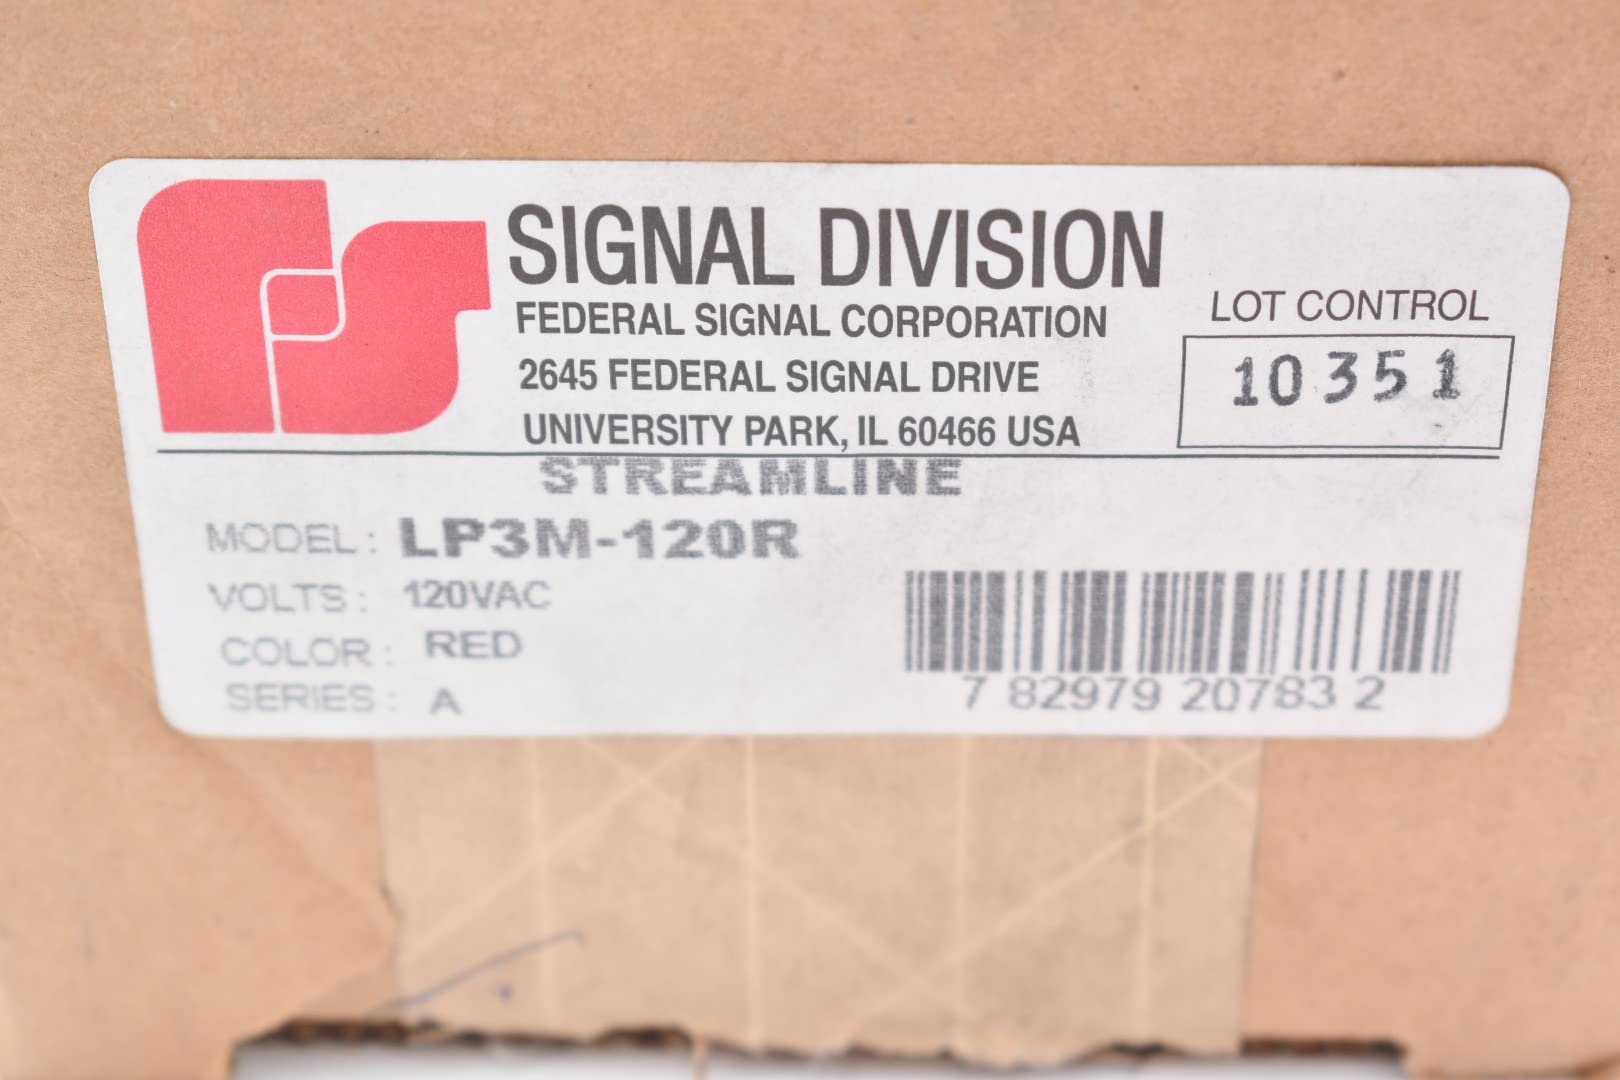 SIGNAL DIVISION
FEDERAL SIGNAL CORPORATION
2645 FEDERAL SIGNAL DRIVE
UNIVERSITY PARK, IL 60466 USA
LOT CONTROL
10351
STREAMLINE
MODEL: LP3M-120R
VOLTS: 120VAC
COLOR: RED
SERIES: A
7 82979 20783 2